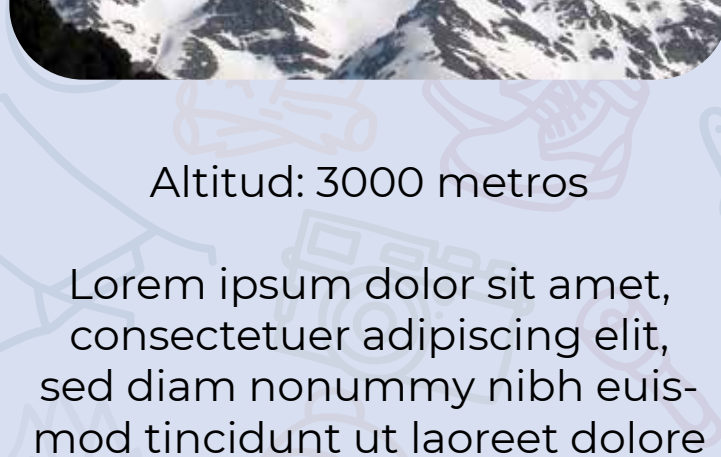 Altitud: 3000 metros
Lorem ipsum dolor sit amet,
consectetuer adipiscing elit,
sed diam nonummy nibh euis-
mod tincidunt ut laoreet dolore